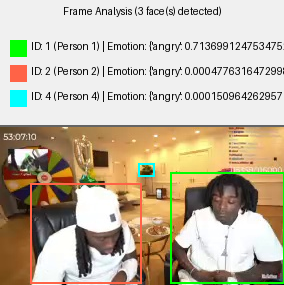 Frame Analysis (3 face(s) detected)
ID: 1 (Person 1) | Emotion: {'angry': 0.713699124753475
ID: 2 (Person 2) | Emotion: {'angry': 0.000477631647299
ID: 4 (Person 4) | Emotion: {'angry': 0.000150964262957
53:07:10